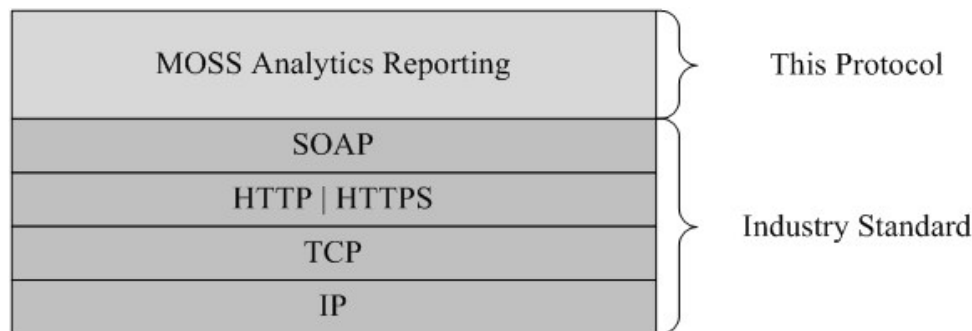 MOSS Analytics Reporting
This Protocol
SOAP
HTTP | HTTPS
TCP
IP
Industry Standard